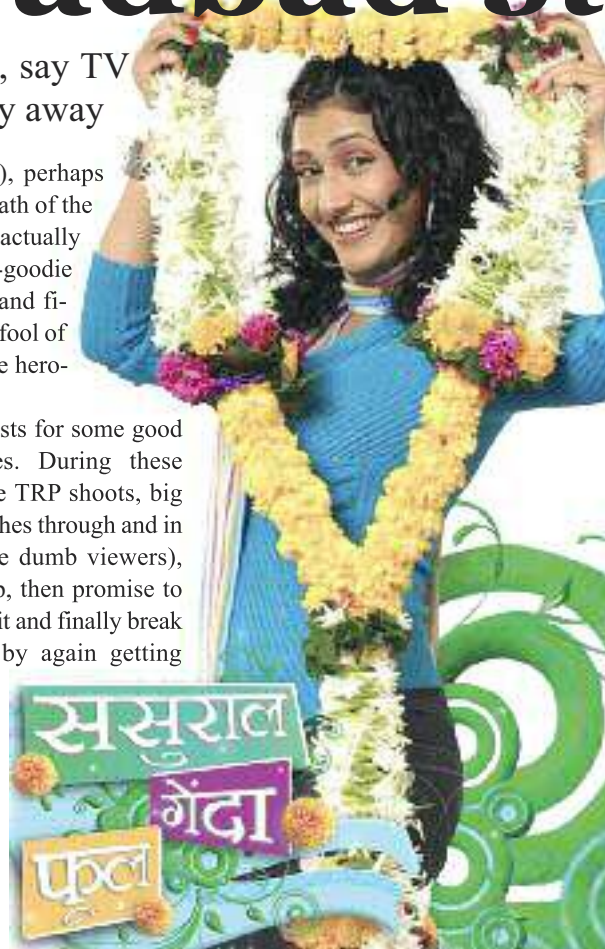 , say TV
y away
), perhaps
ath of the
actually
-goodie
and fi-
fool of
e hero-
sts for some good
es. During these
e TRP shoots, big
hes through and in
e dumb viewers),
p, then promise to
it and finally break
by again getting
ससुराल
गेंदा
फूल